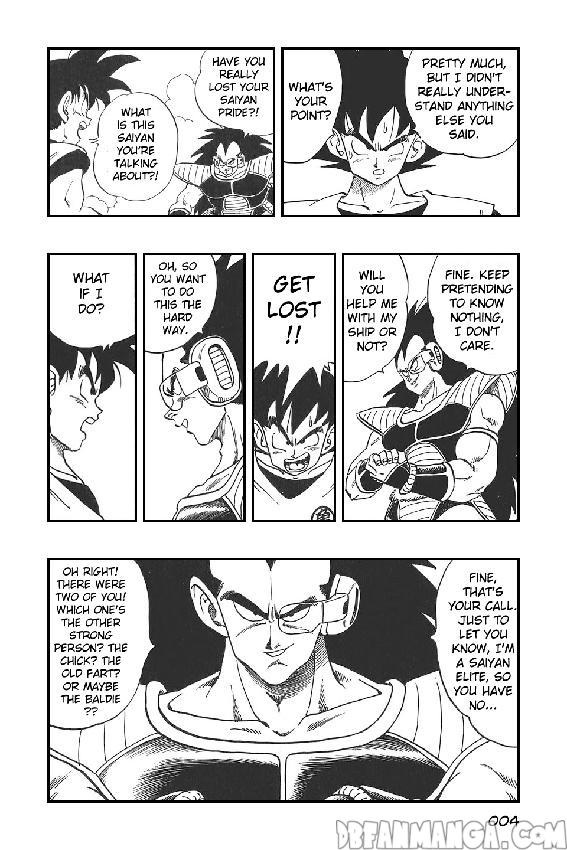 PRETTY MUCH,
BUT I DIDN'T
REALLY UNDER-
STAND ANYTHING
ELSE YOU
SAID.
WHAT'S
YOUR
POINT?
HAVE YOU
REALLY
LOST YOUR
SAIYAN
PRIDE?!
WHAT
IS THIS
SAIYAN
YOU'RE
TALKING
ABOUT?!
FINE. KEEP
PRETENDING
TO KNOW
NOTHING,
I DON'T
CARE.
WILL
YOU
HELP ME
WITH MY
SHIP OR
NOT?
GET
LOST
!!
OH, SO
YOU WANT
TO DO
THIS THE
HARD
WAY.
WHAT
IF I
DO?
FINE,
THAT'S
YOUR CALL.
JUST TO
LET YOU
KNOW, I'M
A SAIYAN
ELITE, SO
YOU HAVE
NO...
OH RIGHT!
THERE WERE
TWO OF YOU!
WHICH ONE'S
THE OTHER
STRONG
PERSON? THE
CHICK? THE
OLD FART?
OR MAYBE
THE BALDIE
??
004
DBFANMANGA.COM